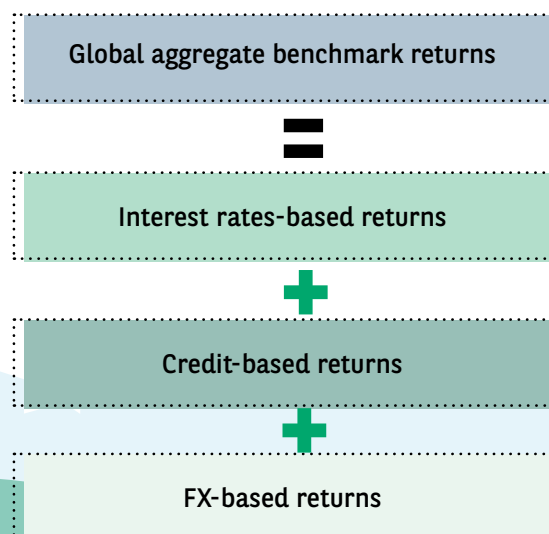 Global aggregate benchmark returns
=
Interest rates-based returns
+
Credit-based returns
+
FX-based returns